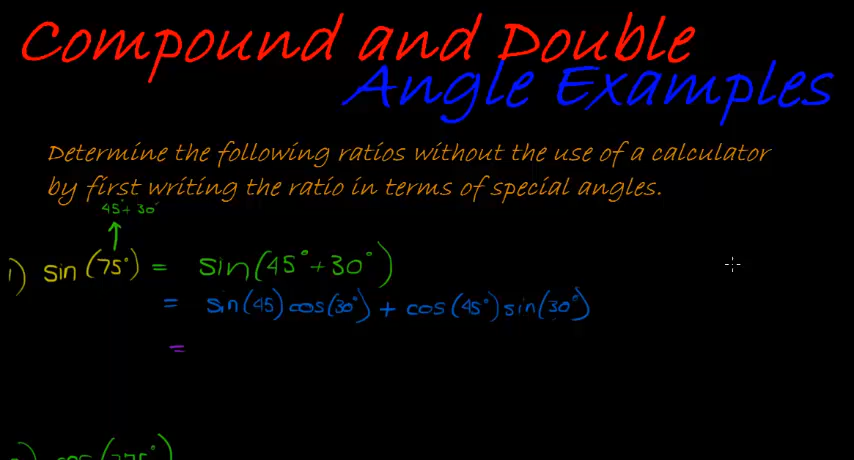 Compound and Double
Angle Examples
Determine the following ratios without the use of a calculator
by first writing the ratio in terms of special angles.
45°+ 30°
1) sin(75°) = sin(45°+30°)
= sin(45)cos(30°) + cos(45°)sin(30°)
=